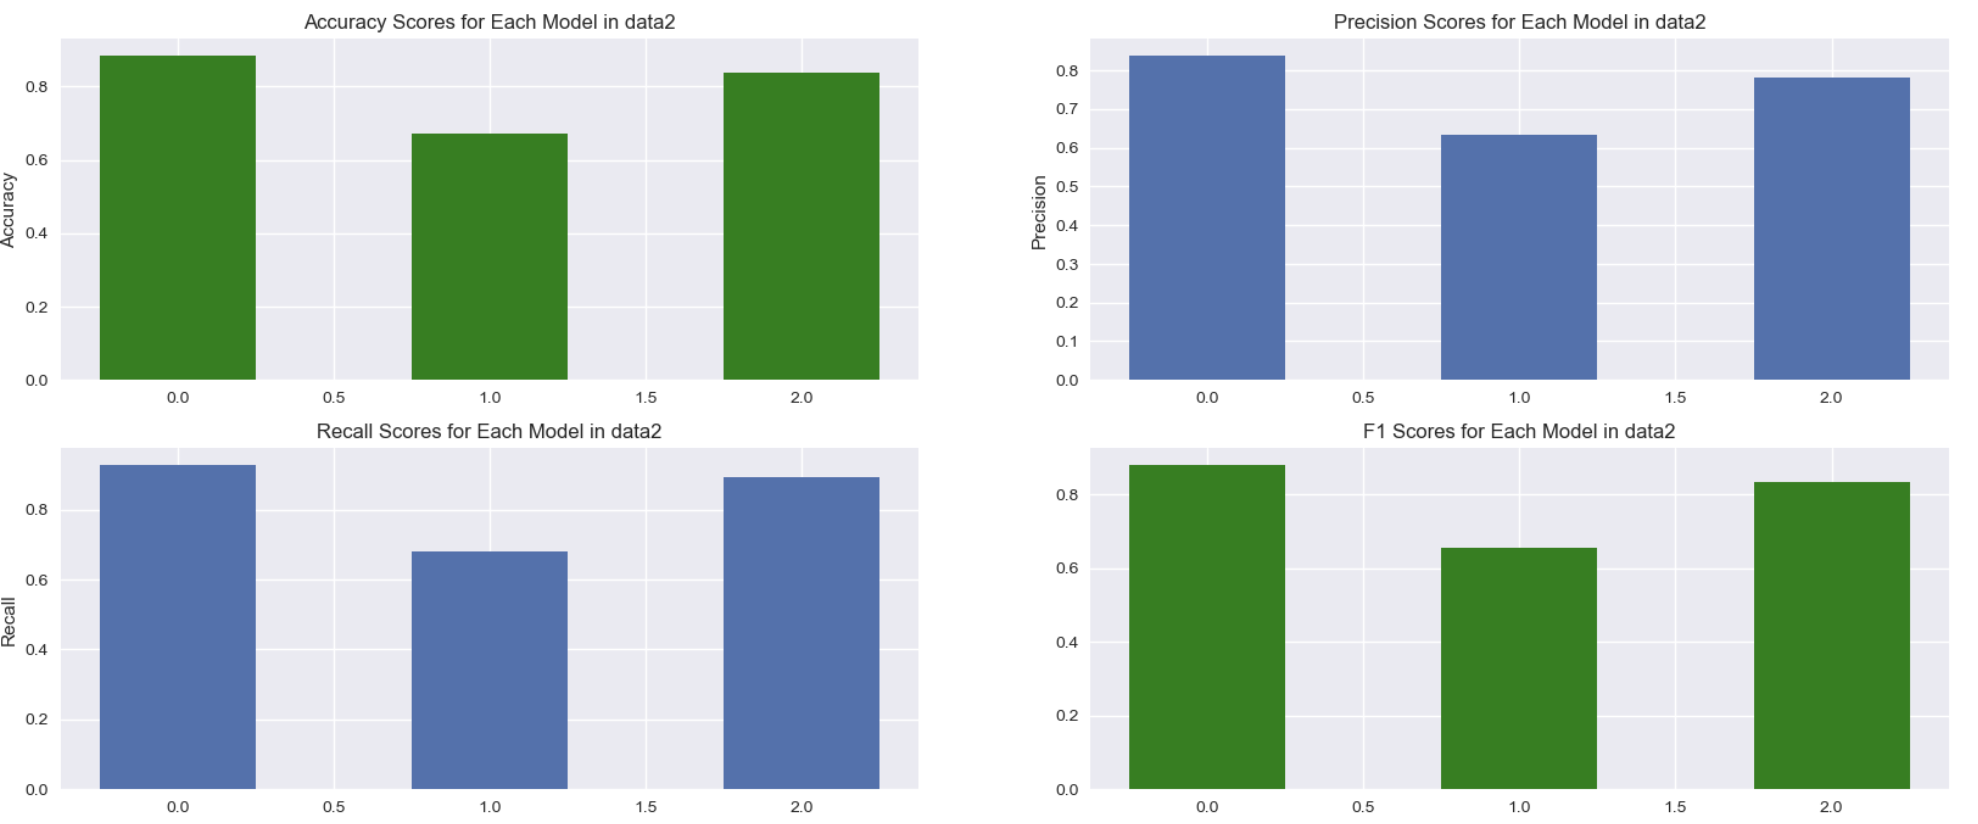 Accuracy Scores for Each Model in data2
Accuracy
0.8
0.6
0.4
0.2
0.0
0.0 0.5 1.0 1.5 2.0
Precision Scores for Each Model in data2
Precision
0.8
0.7
0.6
0.5
0.4
0.3
0.2
0.1
0.0
0.0 0.5 1.0 1.5 2.0
Recall Scores for Each Model in data2
Recall
0.8
0.6
0.4
0.2
0.0
0.0 0.5 1.0 1.5 2.0
F1 Scores for Each Model in data2
0.8
0.6
0.4
0.2
0.0
0.0 0.5 1.0 1.5 2.0